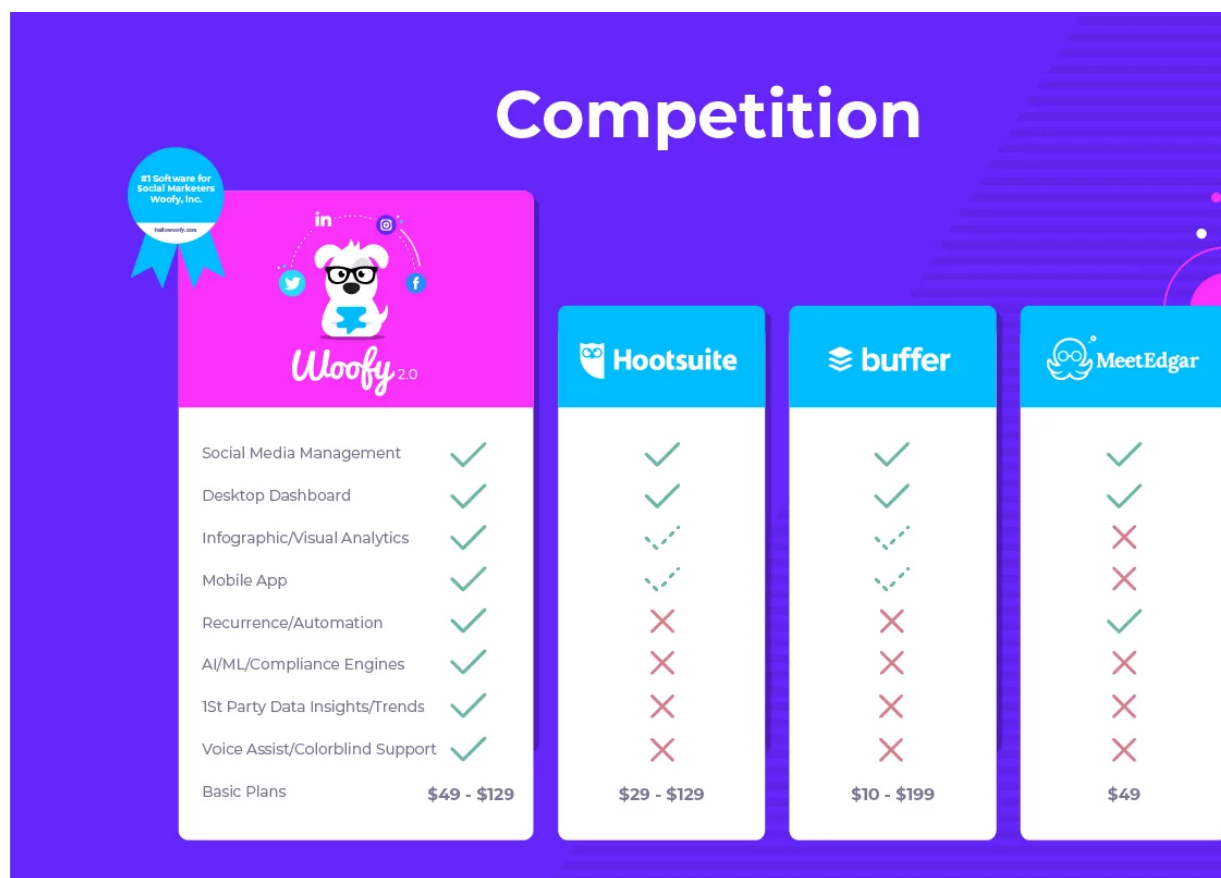 Competition
#1 Software for
Social Marketers
Woofy, Inc.
hellowoofy.com
in
f
Woofy 2.0
Hootsuite
buffer
MeetEdgar
Social Media Management
Desktop Dashboard
Infographic/Visual Analytics
Mobile App
Recurrence/Automation
AI/ML/Compliance Engines
1St Party Data Insights/Trends
Voice Assist/Colorblind Support
Basic Plans $49 - $129 $29 - $129 $10 - $199 $49